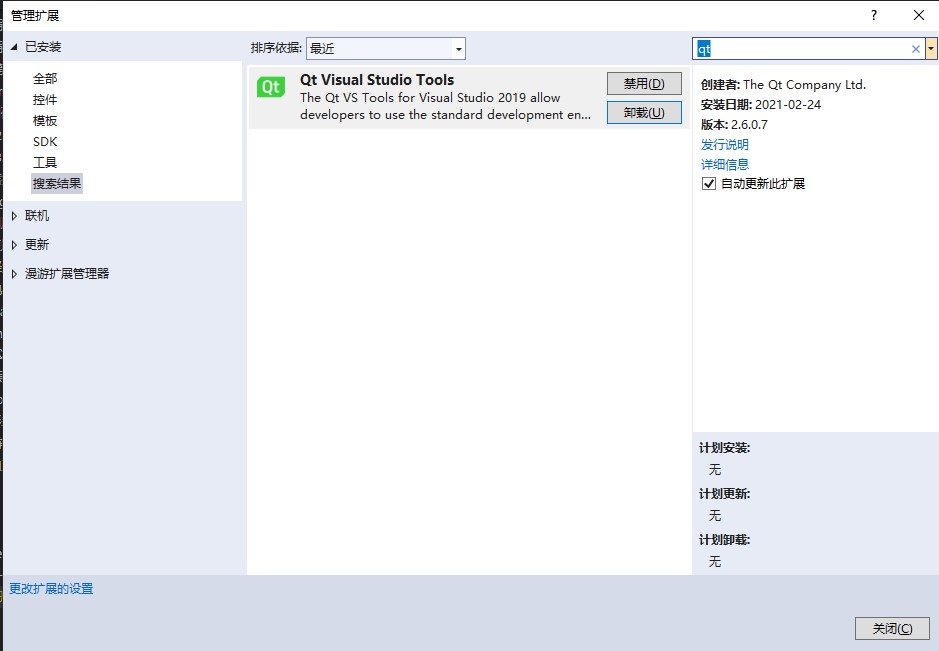 管理扩展
?
已安装
全部
控件
模板
SDK
工具
搜索结果
联机
更新
漫游扩展管理器
排序依据: 最近
qt
Qt
Qt Visual Studio Tools
The Qt VS Tools for Visual Studio 2019 allow
developers to use the standard development en...
禁用(D)
卸载(U)
创建者: The Qt Company Ltd.
安装日期: 2021-02-24
版本: 2.6.0.7
发行说明
详细信息
自动更新此扩展
计划安装:
无
计划更新:
无
计划卸载:
无
更改扩展的设置
关闭(C)